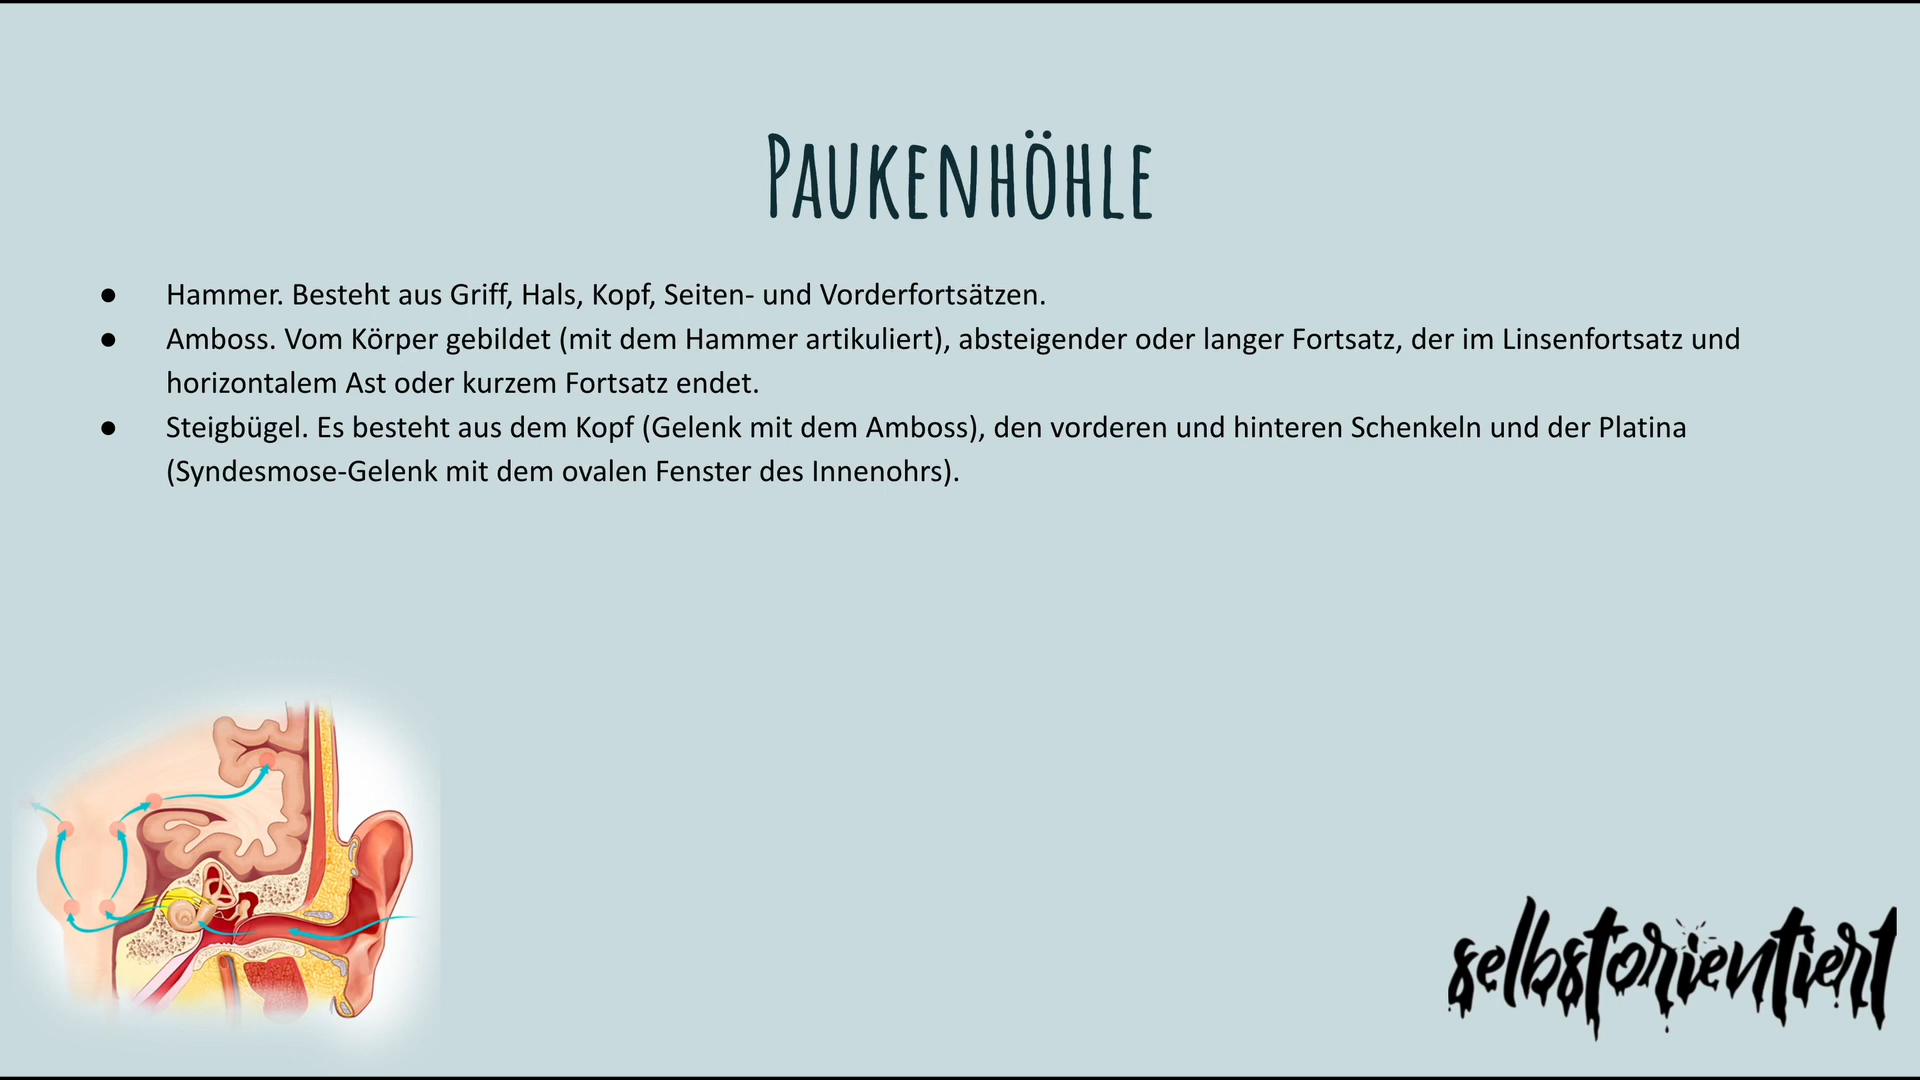 Paukenhöhle
● Hammer. Besteht aus Griff, Hals, Kopf, Seiten- und Vorderfortsätzen.
● Amboss. Vom Körper gebildet (mit dem Hammer artikuliert), absteigender oder langer Fortsatz, der im Linsenfortsatz und
horizontalem Ast oder kurzem Fortsatz endet.
● Steigbügel. Es besteht aus dem Kopf (Gelenk mit dem Amboss), den vorderen und hinteren Schenkeln und der Platina
(Syndesmose-Gelenk mit dem ovalen Fenster des Innenohrs).
selbstorientiert